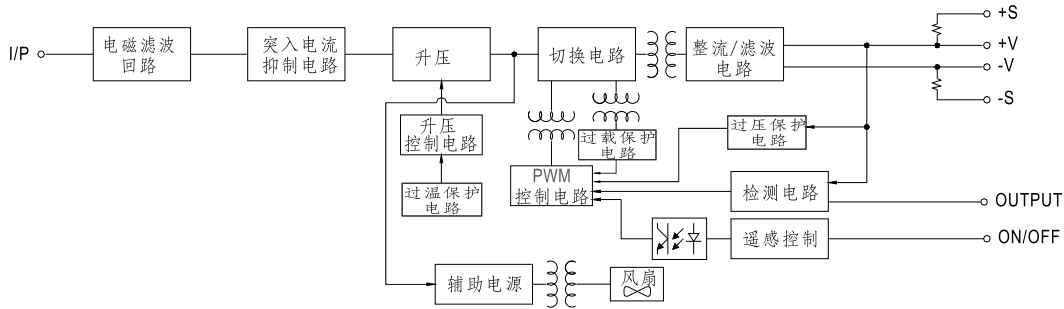 +S
I/P
电磁滤波
回路
突入电流
抑制电路
升压
切换电路
整流/滤波
电路
+V
-V
-S
升压
控制电路
过载保护
电路
过压保护
电路
过温保护
电路
PWM
控制电路
检测电路
OUTPUT
遥感控制
ON/OFF
辅助电源
风扇